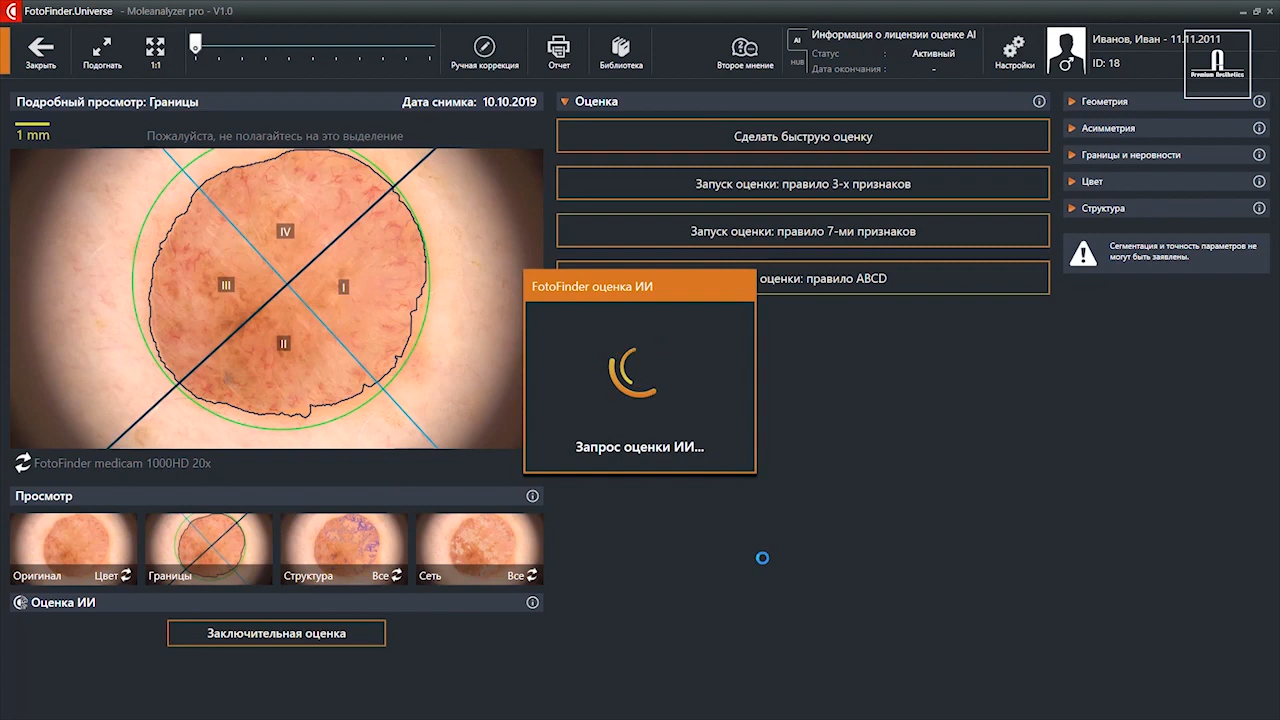 FotoFinder.Universe - Moleanalyzer pro - V1.0
Закрыть
Подогнать
1:1
Ручная коррекция
Отчет
Библиотека
Второе мнение
AI
HUB
Информация о лицензии оценке AI
Статус : Активный
Дата окончания : -
Настройки
Иванов, Иван - 11.11.2011
ID: 18
A
Premium Aesthetics
Подробный просмотр: Границы
Дата снимка: 10.10.2019
1 mm
Пожалуйста, не полагайтесь на это выделение
IV
III
I
II
FotoFinder medicam 1000HD 20x
Просмотр
Оригинал
Цвет
Границы
Структура
Все
Сеть
Все
Оценка ИИ
Заключительная оценка
Оценка
Сделать быструю оценку
Запуск оценки: правило 3-х признаков
Запуск оценки: правило 7-ми признаков
оценки: правило ABCD
FotoFinder оценка ИИ
Запрос оценки ИИ...
Геометрия
Асимметрия
Границы и неровности
Цвет
Структура
Сегментация и точность параметров не
могут быть заявлены.